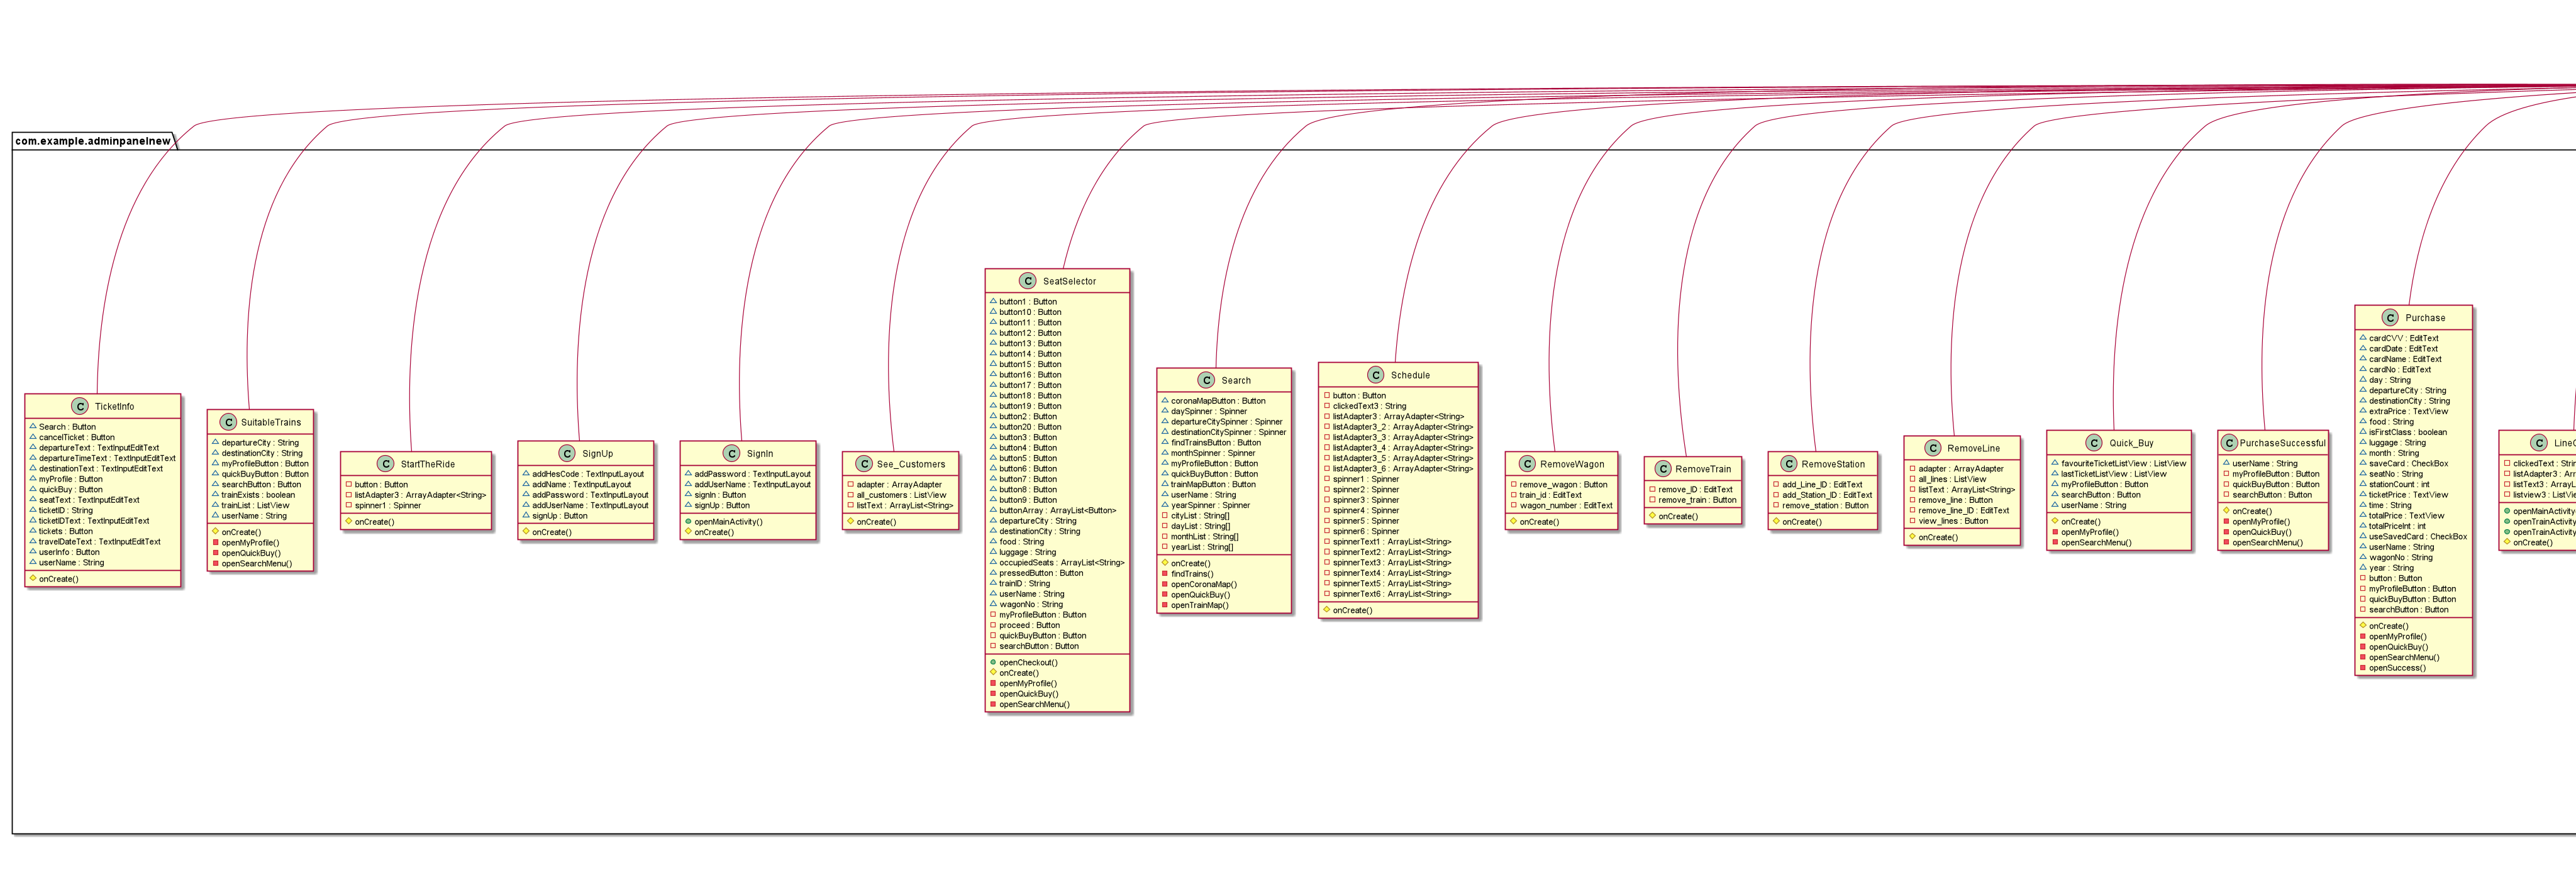 com.example.adminpanelnew
C TicketInfo
Search : Button
cancelTicket : Button
departureText : TextInputEditText
departureTimeText : TextInputEditText
destinationText : TextInputEditText
myProfile : Button
quickBuy : Button
seatText : TextInputEditText
ticketID : String
ticketIDText : TextInputEditText
tickets : Button
travelDateText : TextInputEditText
userInfo : Button
userName : String
onCreate()
C SuitableTrains
departureCity : String
destinationCity : String
myProfileButton : Button
quickBuyButton : Button
searchButton : Button
trainExists : boolean
trainList : ListView
userName : String
onCreate()
openMyProfile()
openQuickBuy()
openSearchMenu()
C StartTheRide
button : Button
listAdapter3 : ArrayAdapter<String>
spinner1 : Spinner
onCreate()
C SignUp
addHesCode : TextInputLayout
addName : TextInputLayout
addPassword : TextInputLayout
addUserName : TextInputLayout
signUp : Button
onCreate()
C SignIn
addPassword : TextInputLayout
addUserName : TextInputLayout
signIn : Button
signUp : Button
openMainActivity()
onCreate()
C See_Customers
adapter : ArrayAdapter
all_customers : ListView
listText : ArrayList<String>
onCreate()
C SeatSelector
button1 : Button
button10 : Button
button11 : Button
button12 : Button
button13 : Button
button14 : Button
button15 : Button
button16 : Button
button17 : Button
button18 : Button
button19 : Button
button2 : Button
button20 : Button
button3 : Button
button4 : Button
button5 : Button
button6 : Button
button7 : Button
button8 : Button
button9 : Button
buttonArray : ArrayList<Button>
departureCity : String
destinationCity : String
food : String
luggage : String
occupiedSeats : ArrayList<String>
pressedButton : Button
trainID : String
userName : String
wagonNo : String
myProfileButton : Button
proceed : Button
quickBuyButton : Button
searchButton : Button
openCheckout()
onCreate()
openMyProfile()
openQuickBuy()
openSearchMenu()
C Search
coronaMapButton : Button
daySpinner : Spinner
departureCitySpinner : Spinner
destinationCitySpinner : Spinner
findTrainsButton : Button
monthSpinner : Spinner
myProfileButton : Button
quickBuyButton : Button
trainMapButton : Button
userName : String
yearSpinner : Spinner
cityList : String[]
dayList : String[]
monthList : String[]
yearList : String[]
onCreate()
findTrains()
openCoronaMap()
openQuickBuy()
openTrainMap()
C Schedule
button : Button
clickedText3 : String
listAdapter3 : ArrayAdapter<String>
listAdapter3_2 : ArrayAdapter<String>
listAdapter3_3 : ArrayAdapter<String>
listAdapter3_4 : ArrayAdapter<String>
listAdapter3_5 : ArrayAdapter<String>
listAdapter3_6 : ArrayAdapter<String>
spinner1 : Spinner
spinner2 : Spinner
spinner3 : Spinner
spinner4 : Spinner
spinner5 : Spinner
spinner6 : Spinner
spinnerText1 : ArrayList<String>
spinnerText2 : ArrayList<String>
spinnerText3 : ArrayList<String>
spinnerText4 : ArrayList<String>
spinnerText5 : ArrayList<String>
spinnerText6 : ArrayList<String>
onCreate()
C RemoveWagon
remove_wagon : Button
train_id : EditText
wagon_number : EditText
onCreate()
C RemoveTrain
remove_ID : EditText
remove_train : Button
onCreate()
C RemoveStation
add_Line_ID : EditText
add_Station_ID : EditText
remove_station : Button
onCreate()
C RemoveLine
adapter : ArrayAdapter
all_lines : ListView
listText : ArrayList<String>
remove_line : Button
remove_line_ID : EditText
view_lines : Button
onCreate()
C Quick_Buy
favouriteTicketListView : ListView
lastTicketListView : ListView
myProfileButton : Button
searchButton : Button
userName : String
onCreate()
openMyProfile()
openSearchMenu()
C PurchaseSuccessful
userName : String
myProfileButton : Button
quickBuyButton : Button
searchButton : Button
onCreate()
openMyProfile()
openQuickBuy()
openSearchMenu()
C Purchase
cardCVV : EditText
cardDate : EditText
cardName : EditText
cardNo : EditText
day : String
departureCity : String
destinationCity : String
extraPrice : TextView
food : String
isFirstClass : boolean
luggage : String
month : String
saveCard : CheckBox
seatNo : String
stationCount : int
ticketPrice : TextView
time : String
totalPrice : TextView
totalPriceInt : int
useSavedCard : CheckBox
userName : String
wagonNo : String
year : String
button : Button
myProfileButton : Button
quickBuyButton : Button
searchButton : Button
onCreate()
openMyProfile()
openQuickBuy()
openSearchMenu()
openSuccess()
C
clickedText :
listAdapter3 :
listText3 :
listview3 :
openMainActivity
openTrainActivity
onCreate()